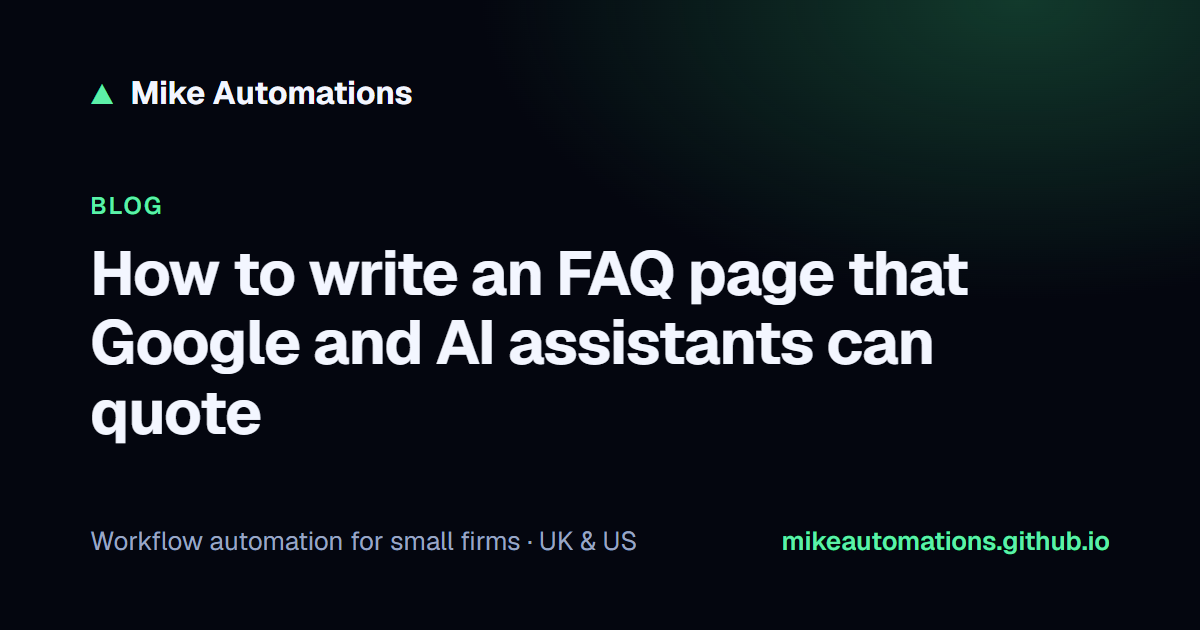 Mike Automations
BLOG
How to write an FAQ page that
Google and AI assistants can
quote
Workflow automation for small firms · UK & US
mikeautomations.github.io